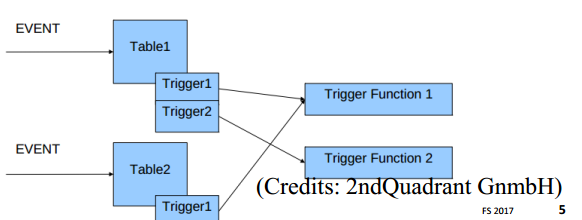 EVENT
Table1
Trigger1
Trigger Function 1
Trigger2
EVENT
Table2
Trigger Function 2
(Credits: 2ndQuadrant GnmbH)
Trigger1
FS 2017
5